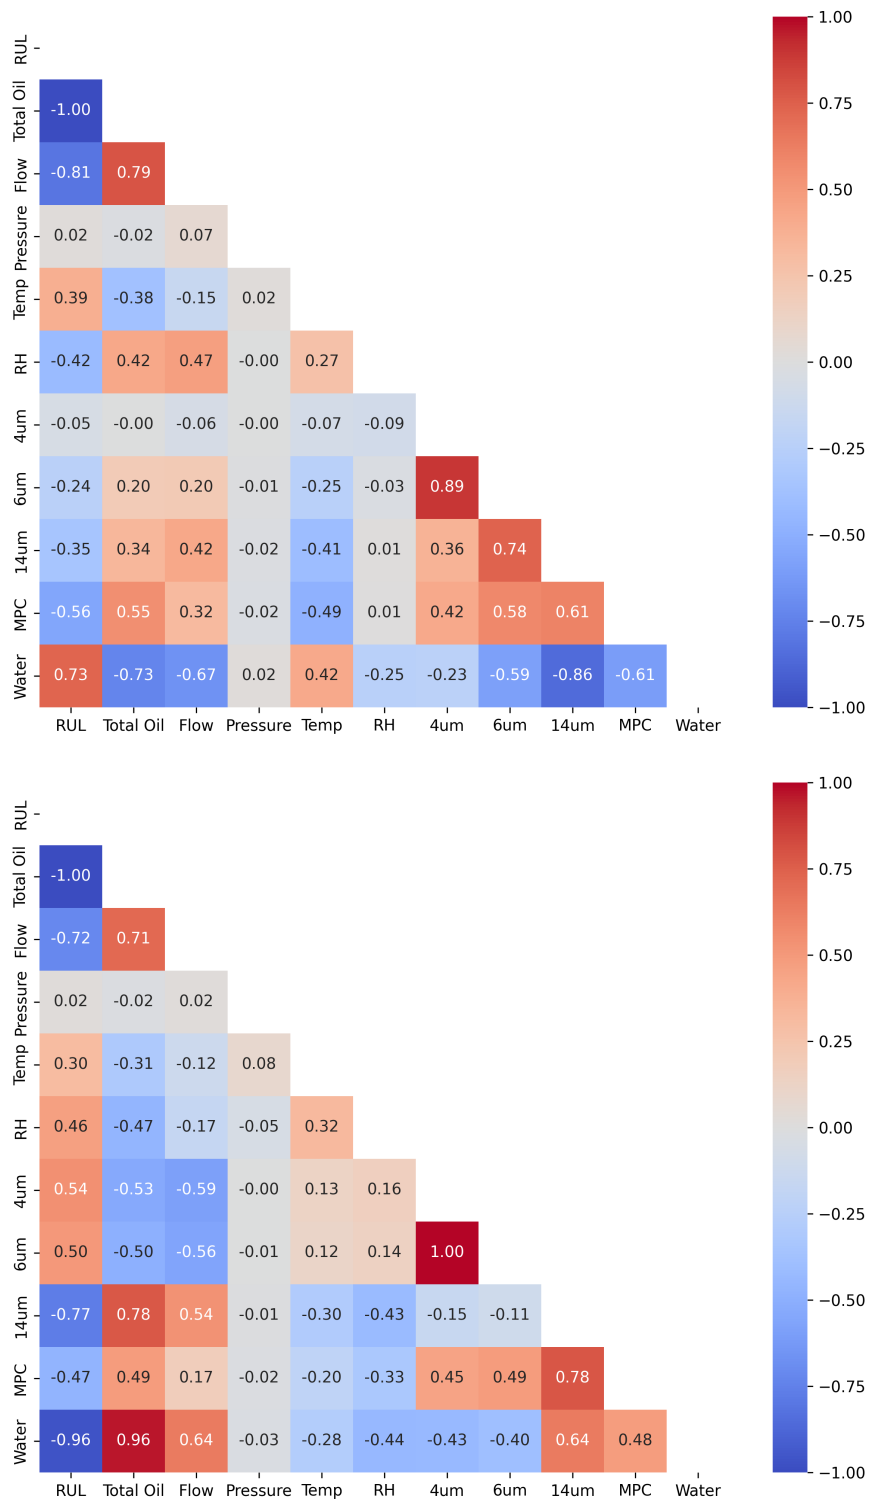 1.00
RUL
Total Oil -1.00 0.75
Flow -0.81 0.79 0.50
Pressure 0.02 -0.02 0.07
Temp 0.39 -0.38 -0.15 0.02 0.25
RH -0.42 0.42 0.47 -0.00 0.27 0.00
4um -0.05 -0.00 -0.06 -0.00 -0.07 -0.09 −0.25
6um -0.24 0.20 0.20 -0.01 -0.25 -0.03 0.89
14um -0.35 0.34 0.42 -0.02 -0.41 0.01 0.36 0.74 −0.50
MPC -0.56 0.55 0.32 -0.02 -0.49 0.01 0.42 0.58 0.61 −0.75
Water 0.73 -0.73 -0.67 0.02 0.42 -0.25 -0.23 -0.59 -0.86 -0.61
−1.00
RUL Total Oil Flow Pressure Temp RH 4um 6um 14um MPC Water
1.00
RUL
Total Oil -1.00 0.75
Flow -0.72 0.71 0.50
Pressure 0.02 -0.02 0.02
Temp 0.30 -0.31 -0.12 0.08 0.25
RH 0.46 -0.47 -0.17 -0.05 0.32 0.00
4um 0.54 -0.53 -0.59 -0.00 0.13 0.16 −0.25
6um 0.50 -0.50 -0.56 -0.01 0.12 0.14 1.00
14um -0.77 0.78 0.54 -0.01 -0.30 -0.43 -0.15 -0.11 −0.50
MPC -0.47 0.49 0.17 -0.02 -0.20 -0.33 0.45 0.49 0.78 −0.75
Water -0.96 0.96 0.64 -0.03 -0.28 -0.44 -0.43 -0.40 0.64 0.48
−1.00
RUL Total Oil Flow Pressure Temp RH 4um 6um 14um MPC Water